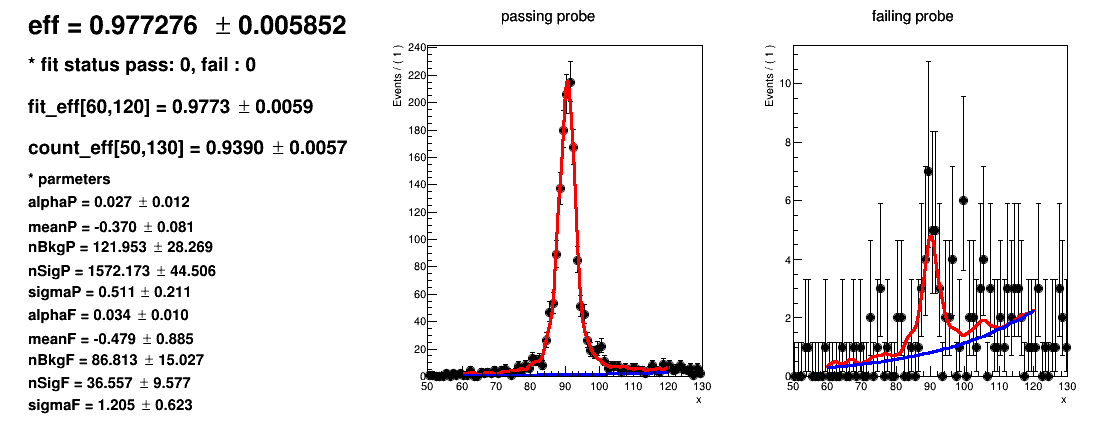 eff = 0.977276 ± 0.005852
* fit status pass: 0, fail : 0
fit_eff[60,120] = 0.9773 ± 0.0059
count_eff[50,130] = 0.9390 ± 0.0057
* parmeters
alphaP = 0.027 ± 0.012
meanP = -0.370 ± 0.081
nBkgP = 121.953 ± 28.269
nSigP = 1572.173 ± 44.506
sigmaP = 0.511 ± 0.211
alphaF = 0.034 ± 0.010
meanF = -0.479 ± 0.885
nBkgF = 86.813 ± 15.027
nSigF = 36.557 ± 9.577
sigmaF = 1.205 ± 0.623
passing probe
Events / ( 1 )
240
220
200
180
160
140
120
100
80
60
40
20
0
50 60 70 80 90 100 110 120 130
x
failing probe
Events / ( 1 )
10
8
6
4
2
0
50 60 70 80 90 100 110 120 130
x